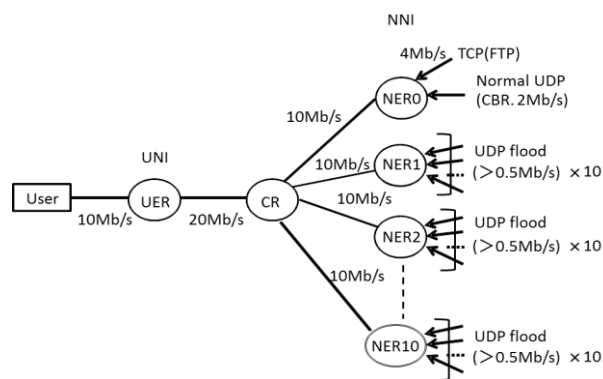 NNI
4Mb/s
TCP(FTP)
NER0
Normal UDP
(CBR. 2Mb/s)
10Mb/s
UNI
10Mb/s
NER1
UDP flood
(>0.5Mb/s) ×10
User
UER
CR
10Mb/s
10Mb/s
20Mb/s
NER2
UDP flood
(>0.5Mb/s) ×10
10Mb/s
NER10
UDP flood
(>0.5Mb/s) ×10